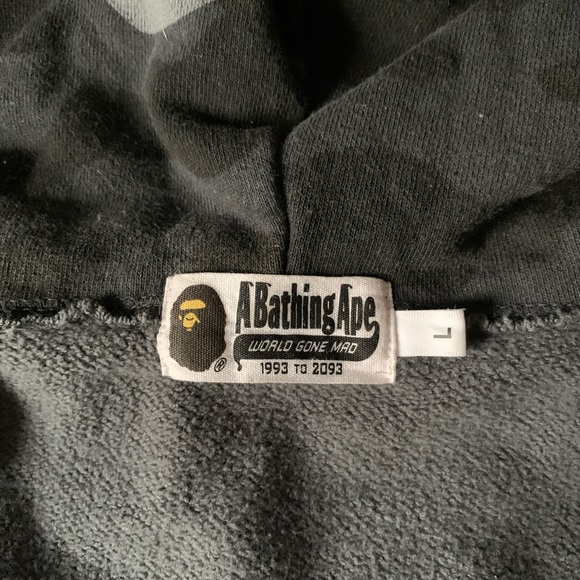 A Bathing Ape
®
WORLD GONE MAD
1993 TO 2093
L